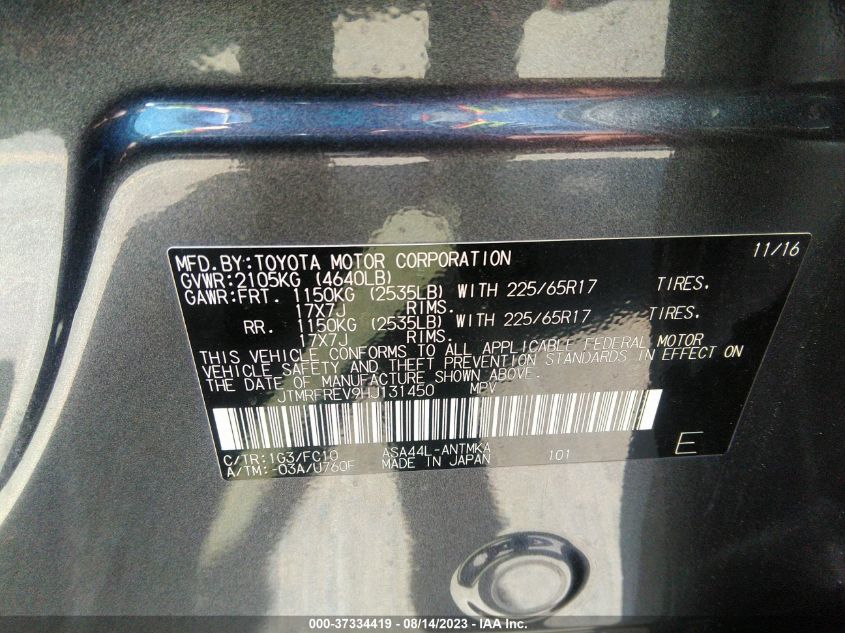 MFD.BY:TOYOTA MOTOR CORPORATION 11/16
GVWR:2105KG (4640LB)
GAWR:FRT. 1150KG (2535LB) WITH 225/65R17 TIRES.
17X7J RIMS.
RR. 1150KG (2535LB) WITH 225/65R17 TIRES.
17X7J RIMS.
THIS VEHICLE CONFORMS TO ALL APPLICABLE FEDERAL MOTOR
VEHICLE SAFETY AND THEFT PREVENTION STANDARDS IN EFFECT ON
THE DATE OF MANUFACTURE SHOWN ABOVE.
JTMRFREV9HJ131450 MPV
C/TR:1G3/FC10 ASA44L-ANTMKA 101 E
A/TM:-03A/U760F MADE IN JAPAN
000-37334419 - 08/14/2023 - IAA Inc.